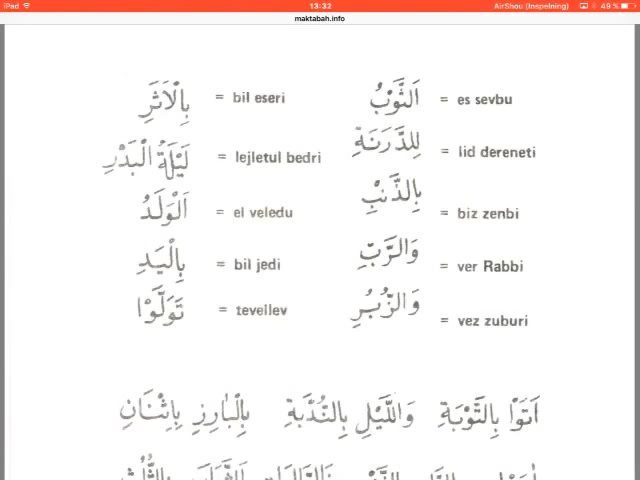 iPad 13:32 AirShou (Inspelning) 49 %
maktabah.info
بِالْاَثَرِ = bil eseri اَلثَّوْبُ = es sevbu
لَيْلَةُ الْبَدْرِ = lejletul bedri لِلدَّرَنَةِ = lid dereneti
اَلْوَلَدُ = el veledu بِالذَّنْبِ = biz zenbi
بِالْيَدِ = bil jedi وَالرَّبِّ = ver Rabbi
تَوَلَّوْا = tevellev وَالزُّبُرِ = vez zuburi
اَتَوْا بِالتَّوْبَةِ وَاللَّيْلِ بِالنُّدْبَةِ بِالْبَارِزِ بِاثْنَانِ